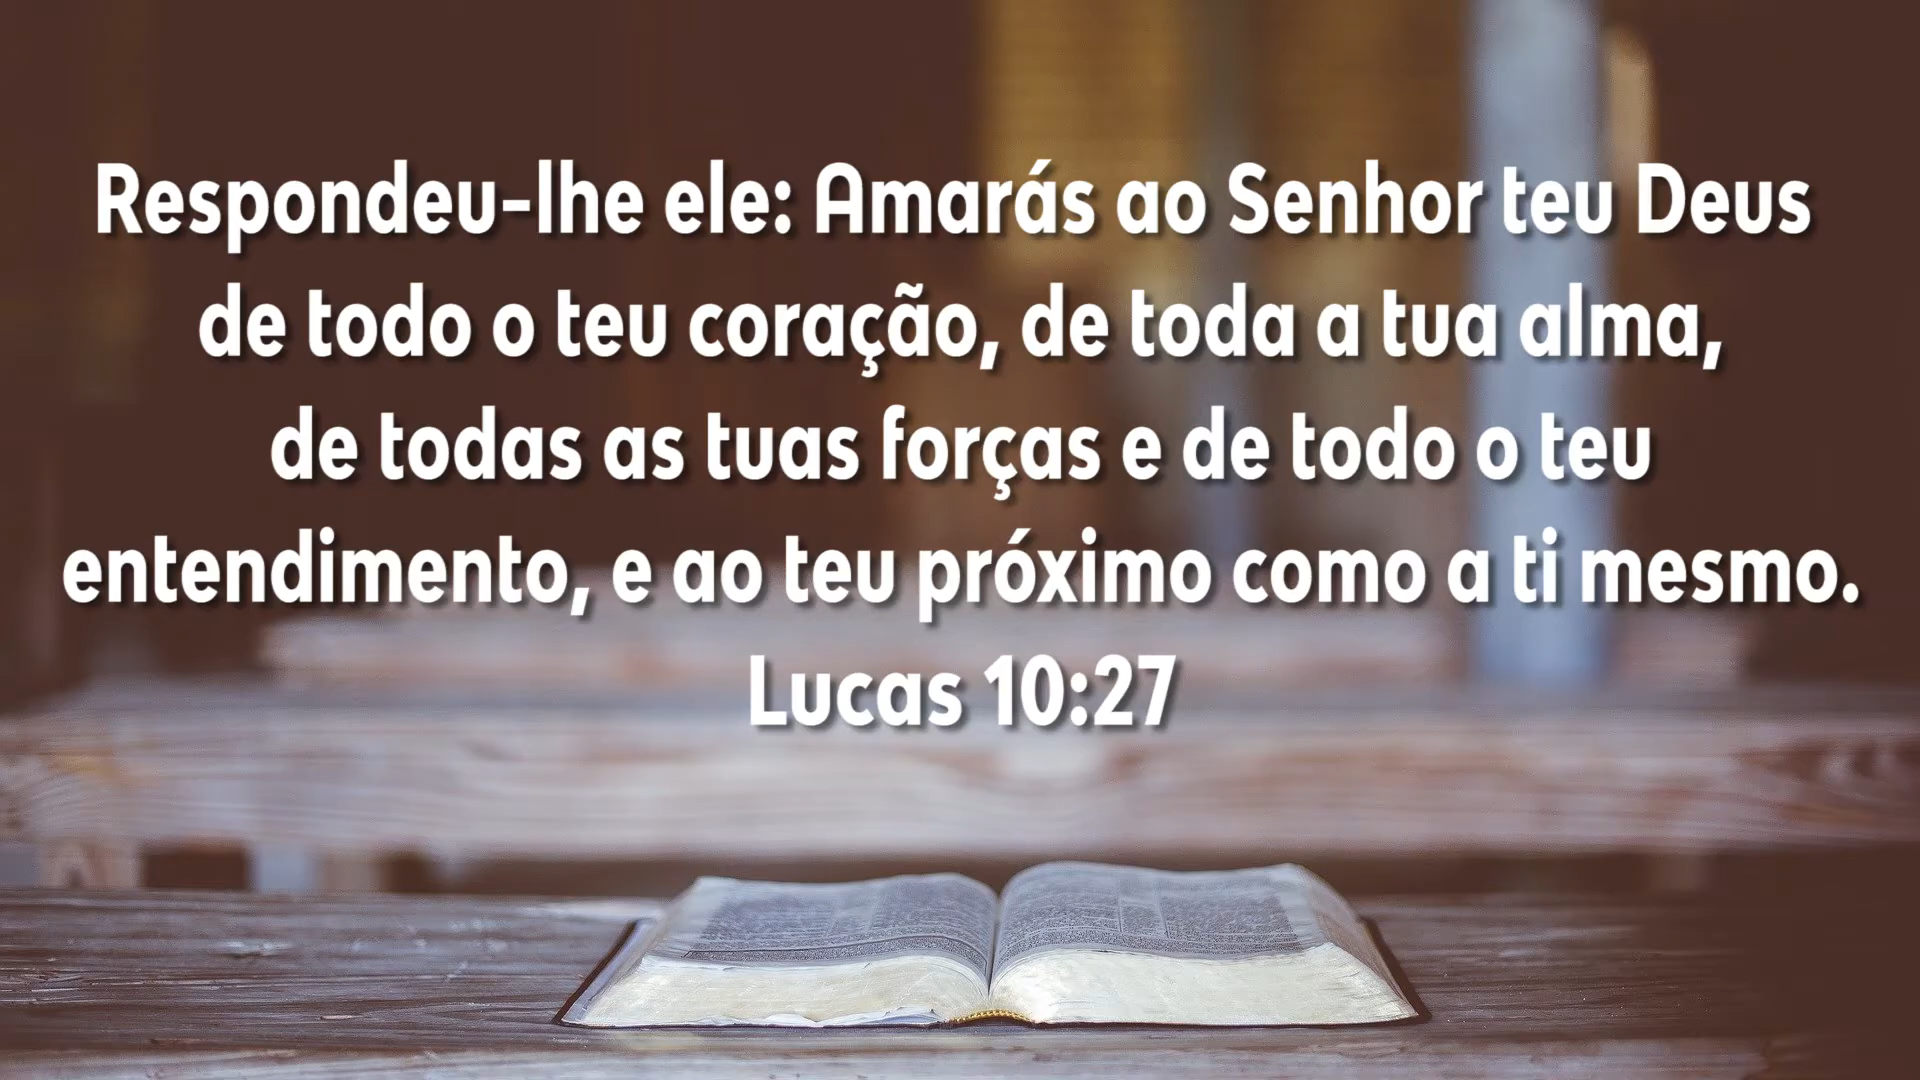 Respondeu-lhe ele: Amarás ao Senhor teu Deus
de todo o teu coração, de toda a tua alma,
de todas as tuas forças e de todo o teu
entendimento, e ao teu próximo como a ti mesmo.
Lucas 10:27